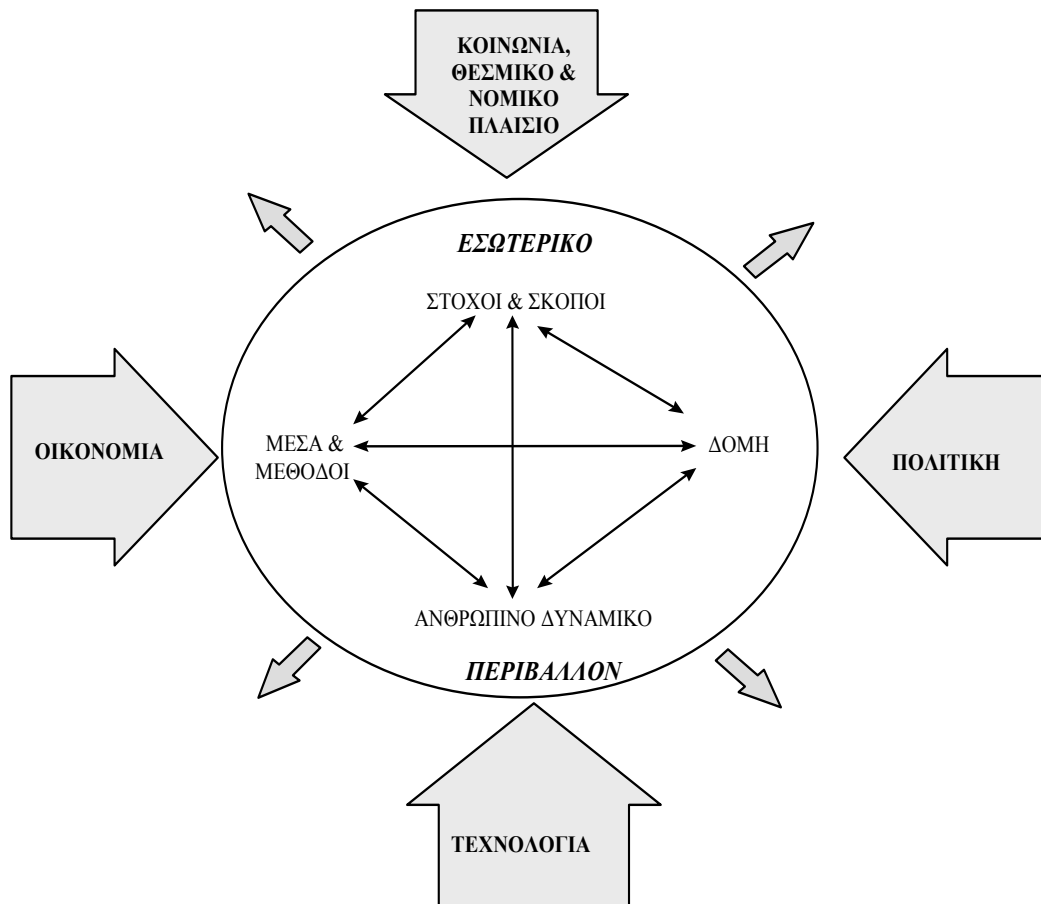 ΚΟΙΝΩΝΙΑ,
ΘΕΣΜΙΚΟ &
ΝΟΜΙΚΟ
ΠΛΑΙΣΙΟ
ΕΣΩΤΕΡΙΚΟ
ΣΤΟΧΟΙ & ΣΚΟΠΟΙ
ΟΙΚΟΝΟΜΙΑ
ΜΕΣΑ &
ΜΕΘΟΔΟΙ
ΔΟΜΗ
ΠΟΛΙΤΙΚΗ
ΑΝΘΡΩΠΙΝΟ ΔΥΝΑΜΙΚΟ
ΠΕΡΙΒΑΛΛΟΝ
ΤΕΧΝΟΛΟΓΙΑ